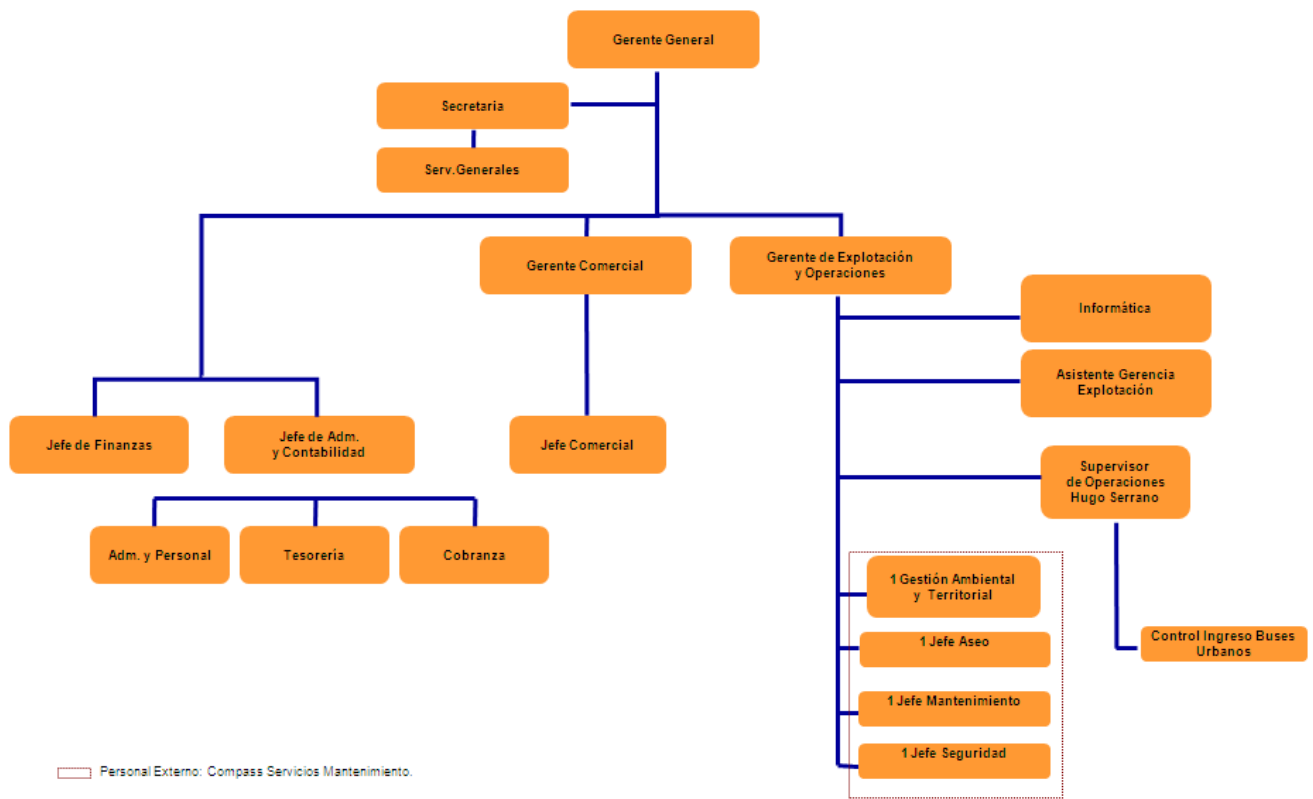 Gerente General
Secretaria
Serv.Generales
Gerente Comercial
Gerente de Explotación
y Operaciones
Informática
Asistente Gerencia
Explotación
Jefe de Finanzas
Jefe de Adm.
y Contabilidad
Jefe Comercial
Supervisor
de Operaciones
Hugo Serrano
Adm. y Personal
Tesorería
Cobranza
1 Gestión Ambiental
y Territorial
1 Jefe Aseo
Control Ingreso Buses
Urbanos
1 Jefe Mantenimiento
1 Jefe Seguridad
Personal Externo: Compass Servicios Mantenimiento.